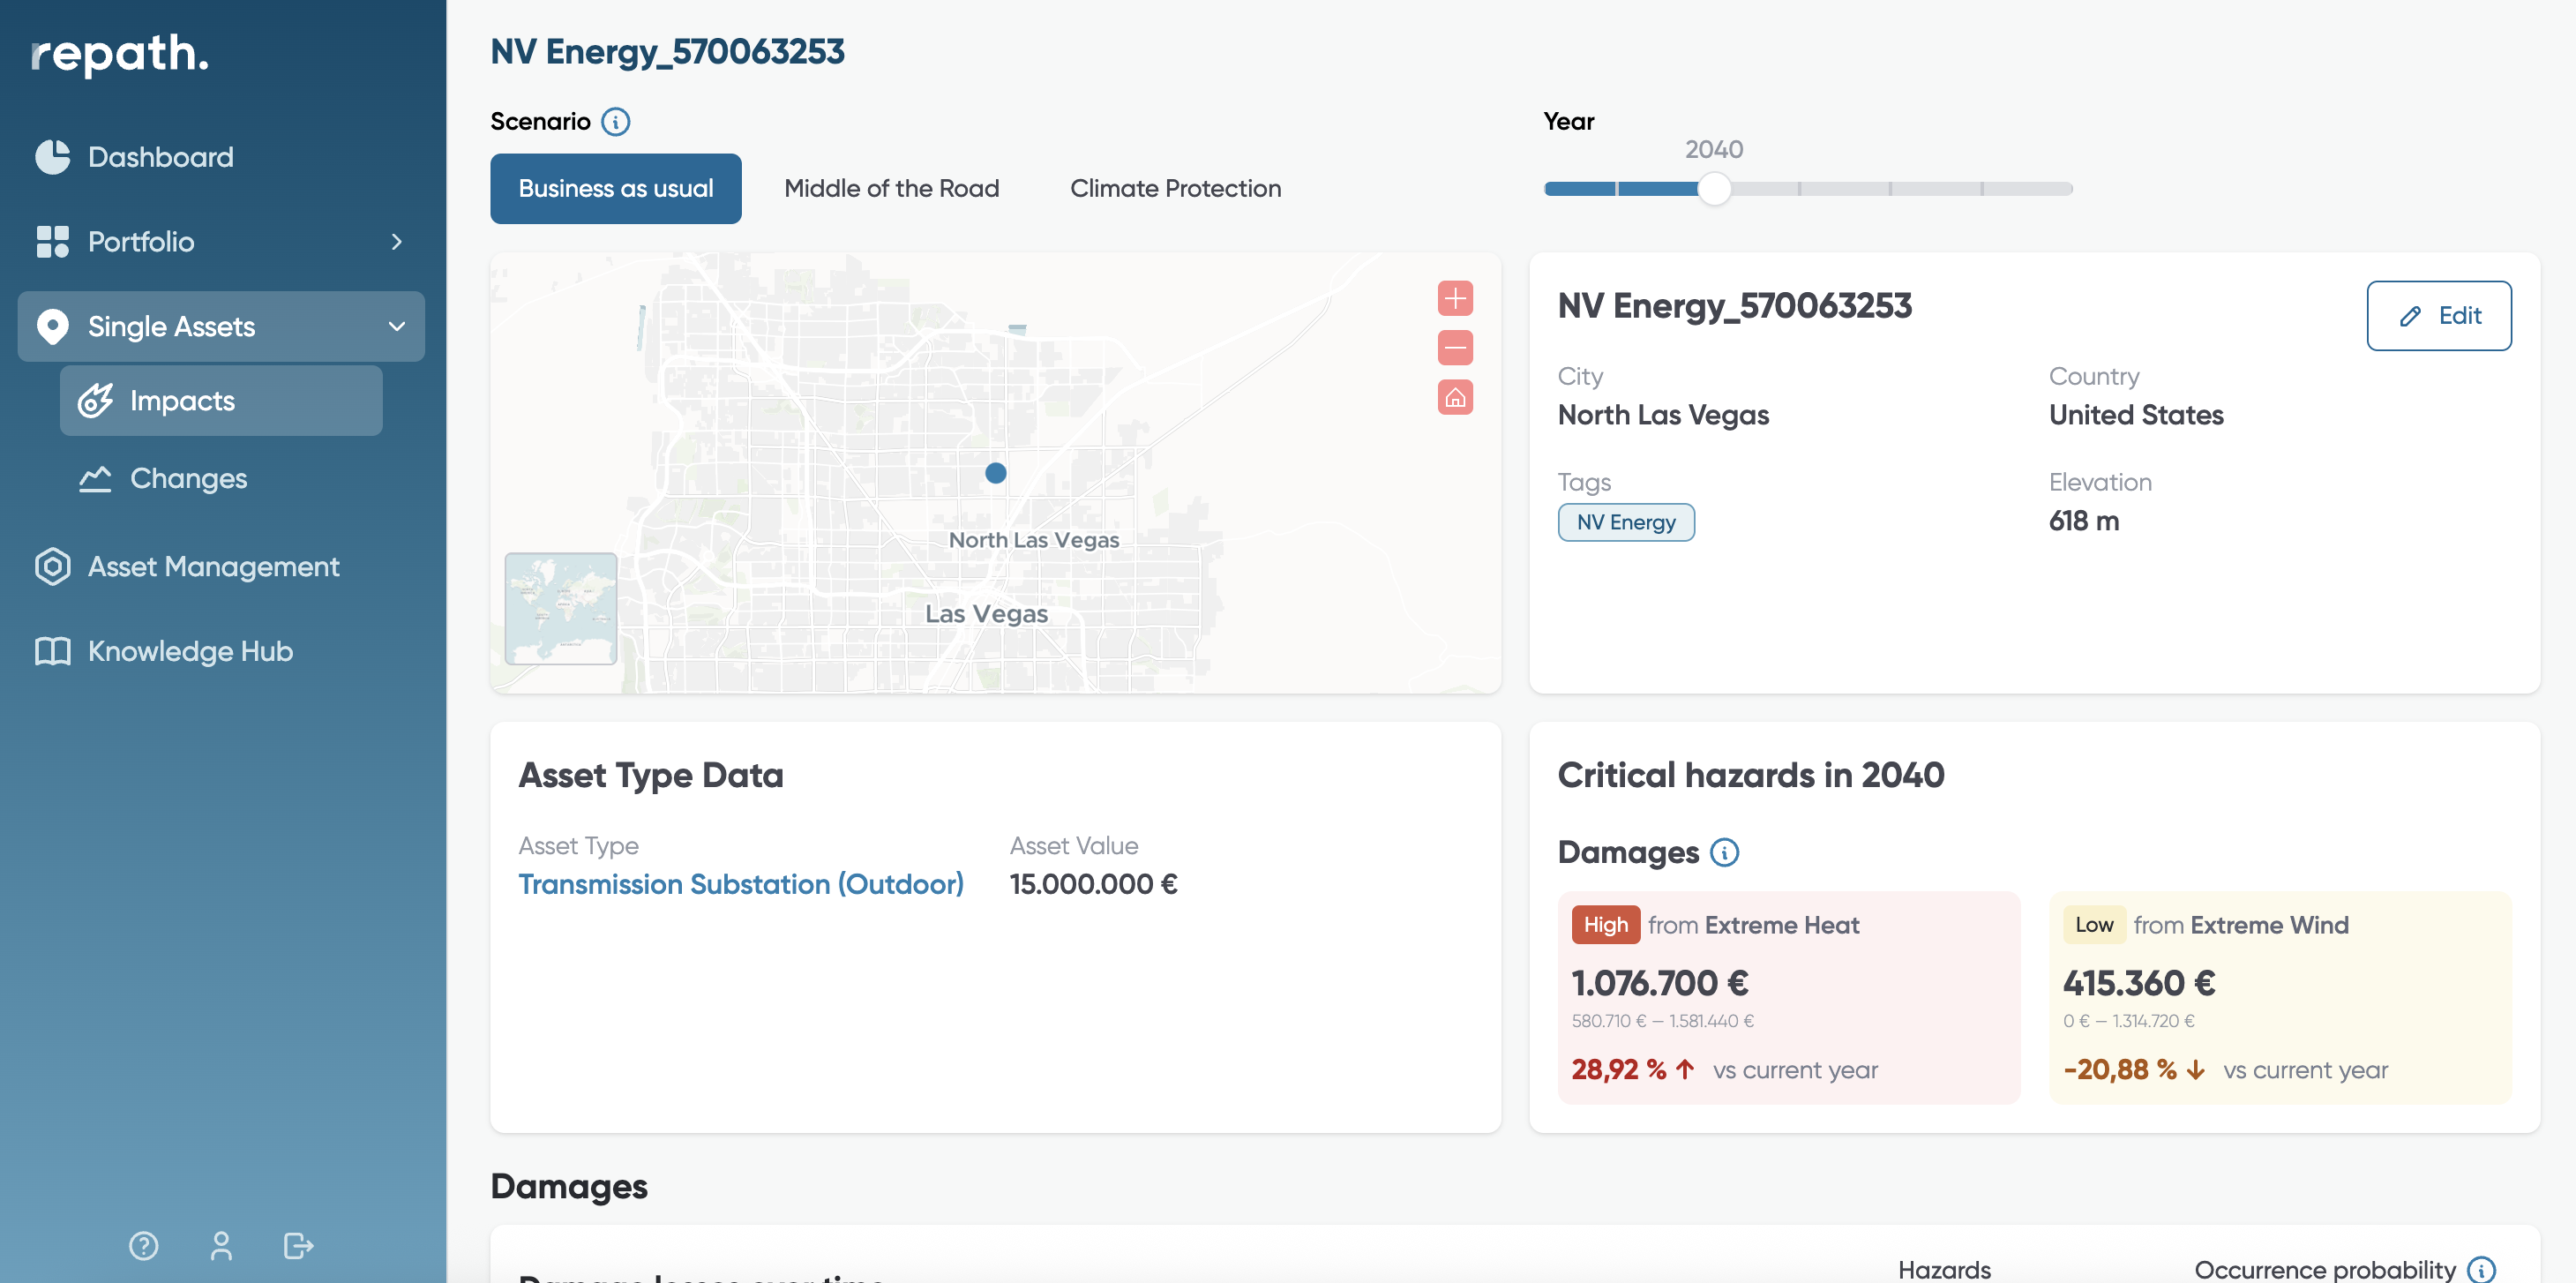 repath.
Dashboard
Portfolio
Single Assets
Impacts
Changes
Asset Management
Knowledge Hub
NV Energy_570063253
Scenario
Business as usual
Middle of the Road
Climate Protection
Year
2040
North Las Vegas
Las Vegas
NV Energy_570063253
Edit
City
North Las Vegas
Country
United States
Tags
NV Energy
Elevation
618 m
Asset Type Data
Asset Type
Transmission Substation (Outdoor)
Asset Value
15.000.000 €
Critical hazards in 2040
Damages
High from Extreme Heat
1.076.700 €
580.710 € — 1.581.440 €
28,92 % ↑ vs current year
Low from Extreme Wind
415.360 €
0 € — 1.314.720 €
-20,88 % ↓ vs current year
Damages
Damage losses over time
Hazards
Occurrence probability